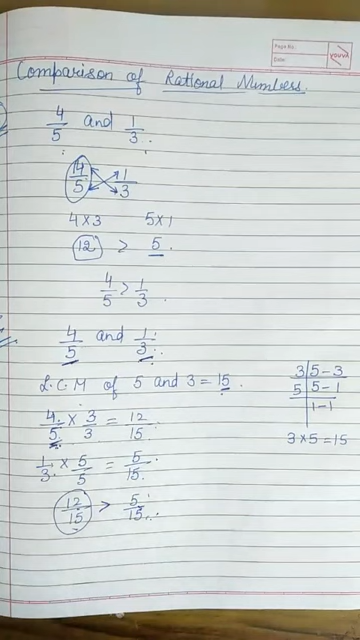 Page No.:
Date:
YOUVA
Comparison of Rational Numbers.
4/5 and 1/3.
14/5 1/3
4×3 5×1
12 > 5.
4/5 > 1/3.
4/5 and 1/3.
L.C.M of 5 and 3 = 15.
3 | 5 - 3
5 | 5 - 1
| 1 - 1
3×5 = 15
4/5 × 3/3 = 12/15.
1/3 × 5/5 = 5/15.
12/15 > 5/15.